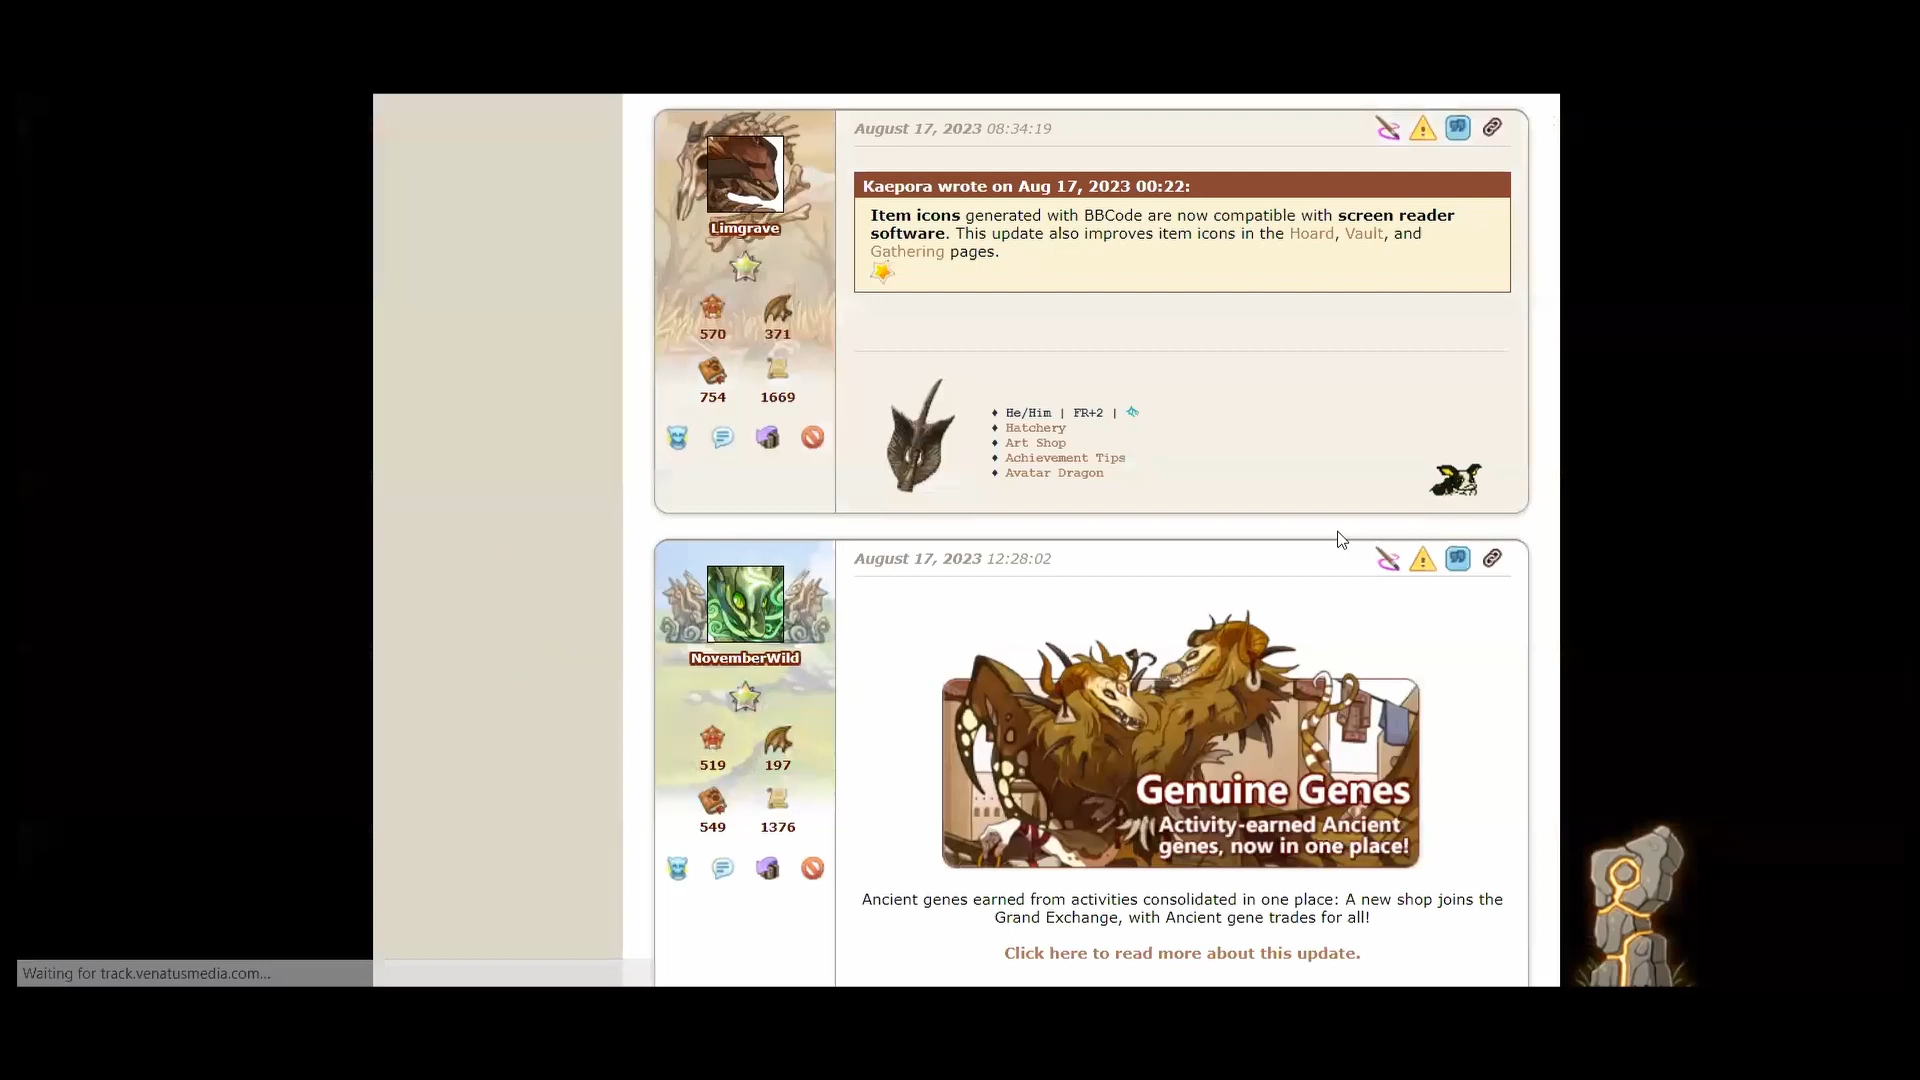 August 17, 2023 08:34:19
Limgrave
570 371
754 1669
Kaepora wrote on Aug 17, 2023 00:22:
Item icons generated with BBCode are now compatible with screen reader
software. This update also improves item icons in the Hoard, Vault, and
Gathering pages.
♦ He/Him | FR+2 |
♦ Hatchery
♦ Art Shop
♦ Achievement Tips
♦ Avatar Dragon
August 17, 2023 12:28:02
NovemberWild
519 197
549 1376
Genuine Genes
Activity-earned Ancient
genes, now in one place!
Ancient genes earned from activities consolidated in one place: A new shop joins the
Grand Exchange, with Ancient gene trades for all!
Click here to read more about this update.
Waiting for track.venatusmedia.com...